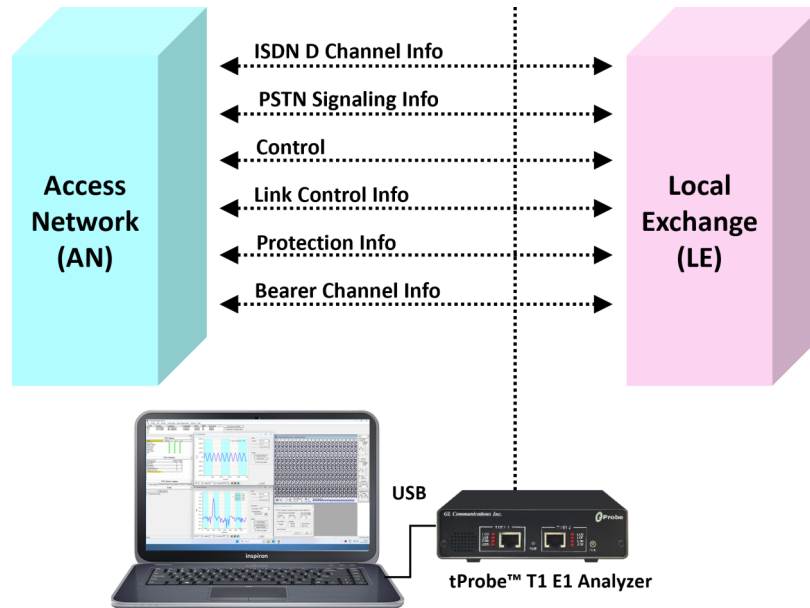 ISDN D Channel Info
PSTN Signaling Info
Control
Link Control Info
Protection Info
Bearer Channel Info
Access
Network
(AN)
Local
Exchange
(LE)
USB
inspiron
GL Communications Inc.
tProbe™ T1 E1 Analyzer